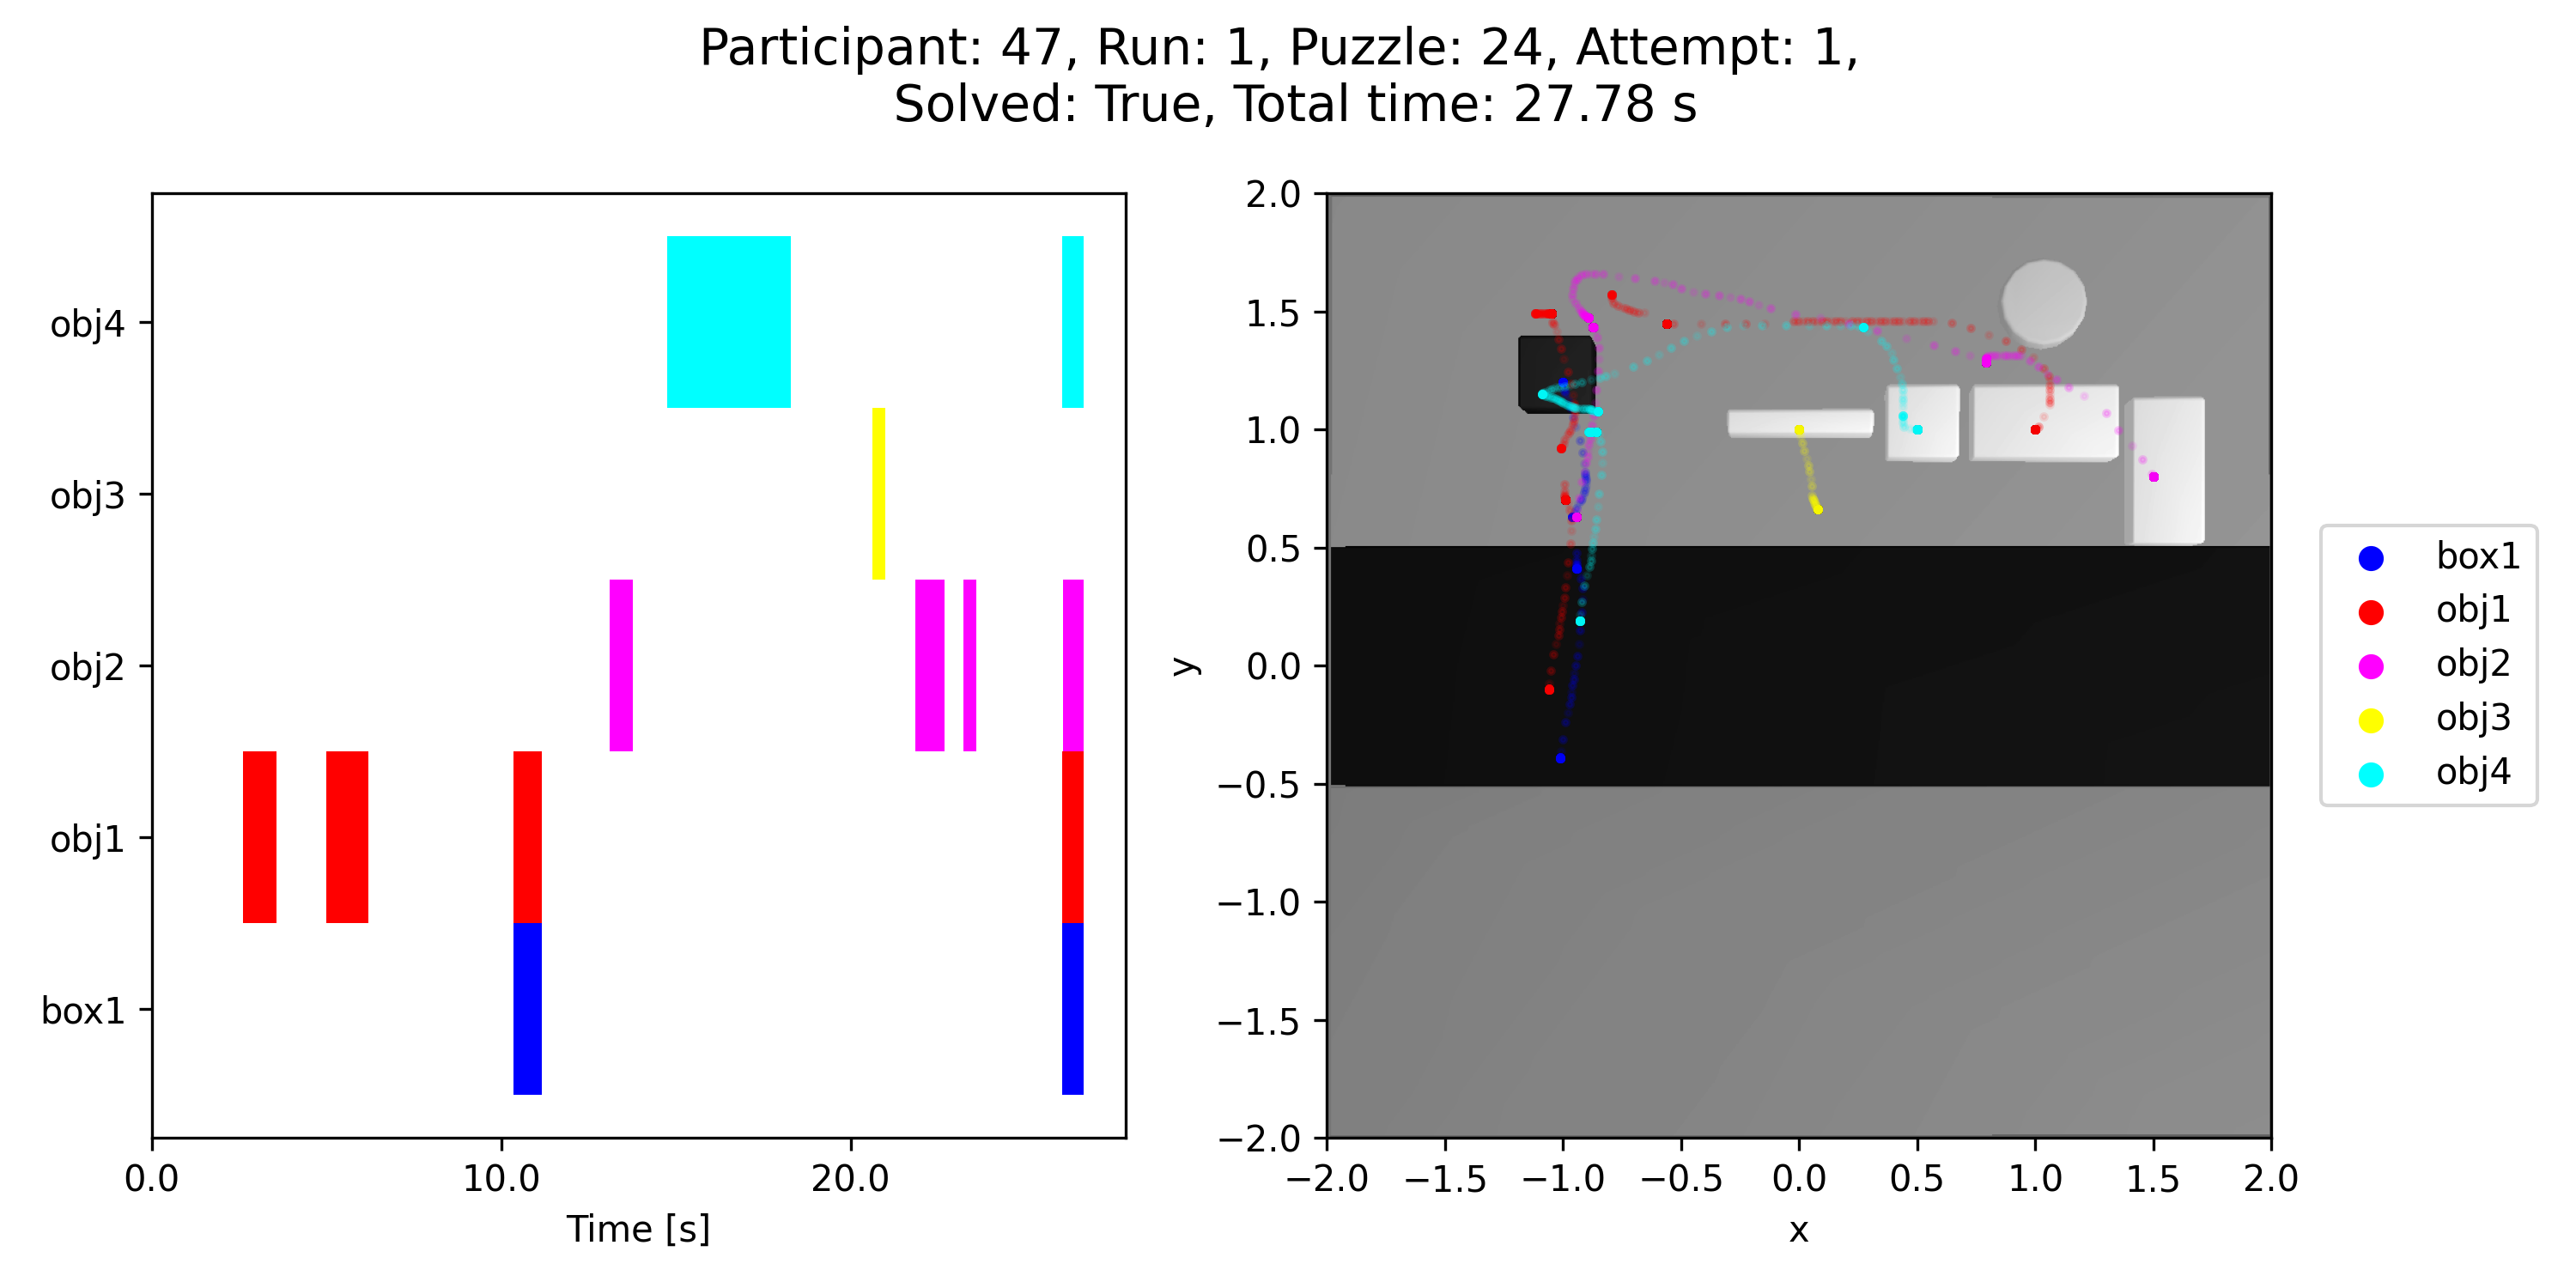 Participant: 47, Run: 1, Puzzle: 24, Attempt: 1,
Solved: True, Total time: 27.78 s
obj4
obj3
obj2
obj1
box1
0.0 10.0 20.0
Time [s]
2.0
1.5
1.0
0.5
0.0
−0.5
−1.0
−1.5
−2.0
y
−2.0 −1.5 −1.0 −0.5 0.0 0.5 1.0 1.5 2.0
x
box1
obj1
obj2
obj3
obj4